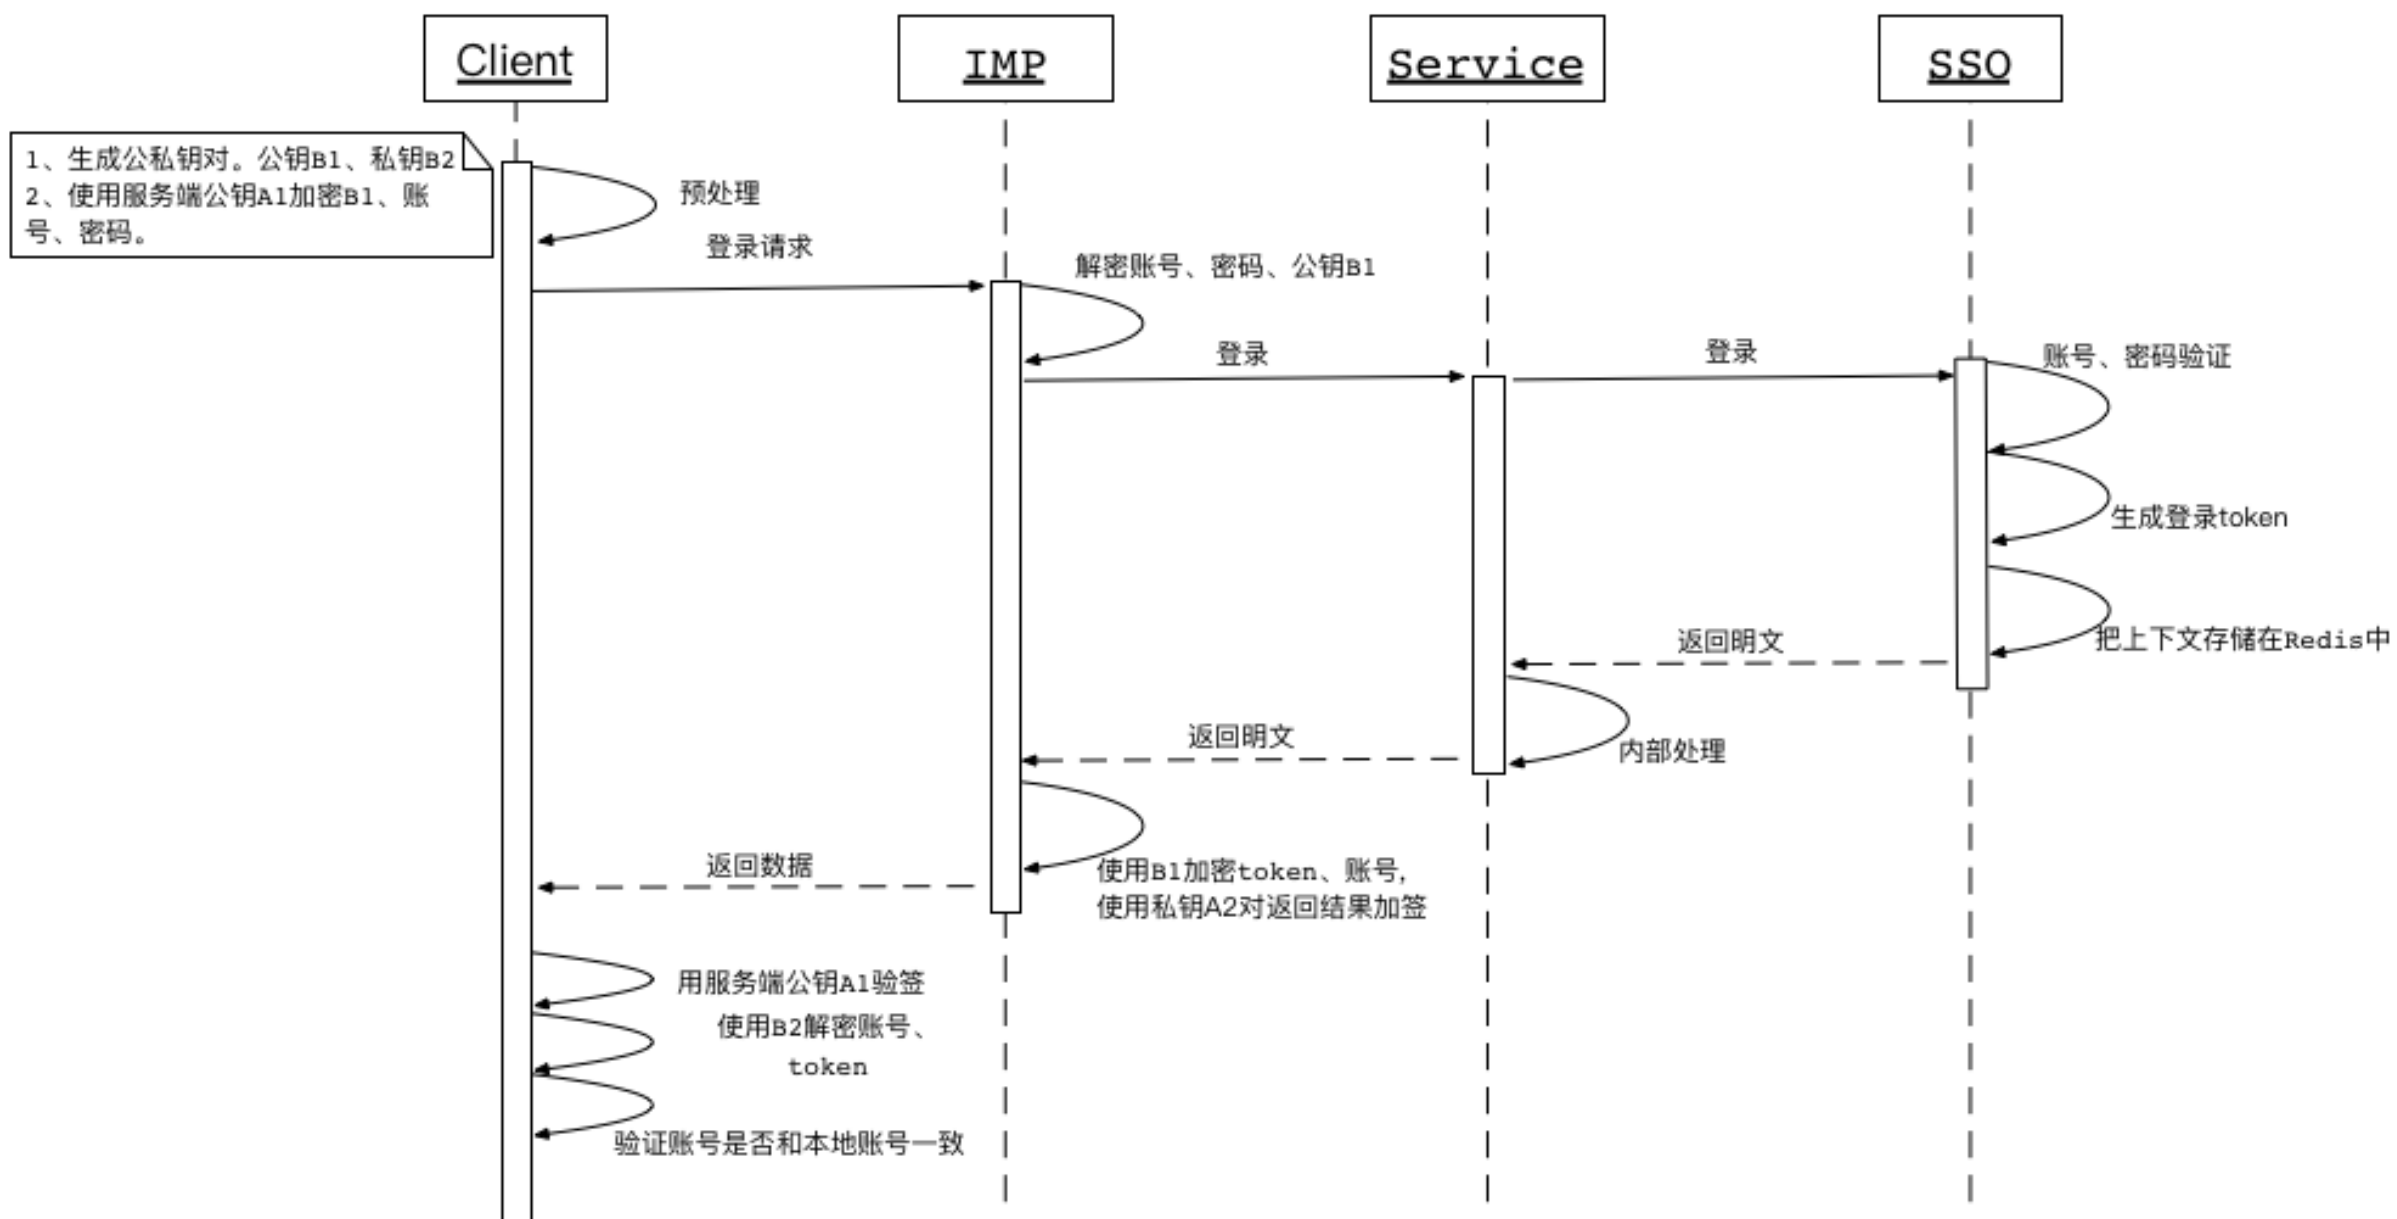 Client
IMP
Service
SSO
1、生成公私钥对。公钥B1、私钥B2
2、使用服务端公钥A1加密B1、账
号、密码。
预处理
登录请求
解密账号、密码、公钥B1
登录
登录
账号、密码验证
生成登录token
把上下文存储在Redis中
返回明文
内部处理
返回明文
使用B1加密token、账号,
使用私钥A2对返回结果加签
返回数据
用服务端公钥A1验签
使用B2解密账号、
token
验证账号是否和本地账号一致